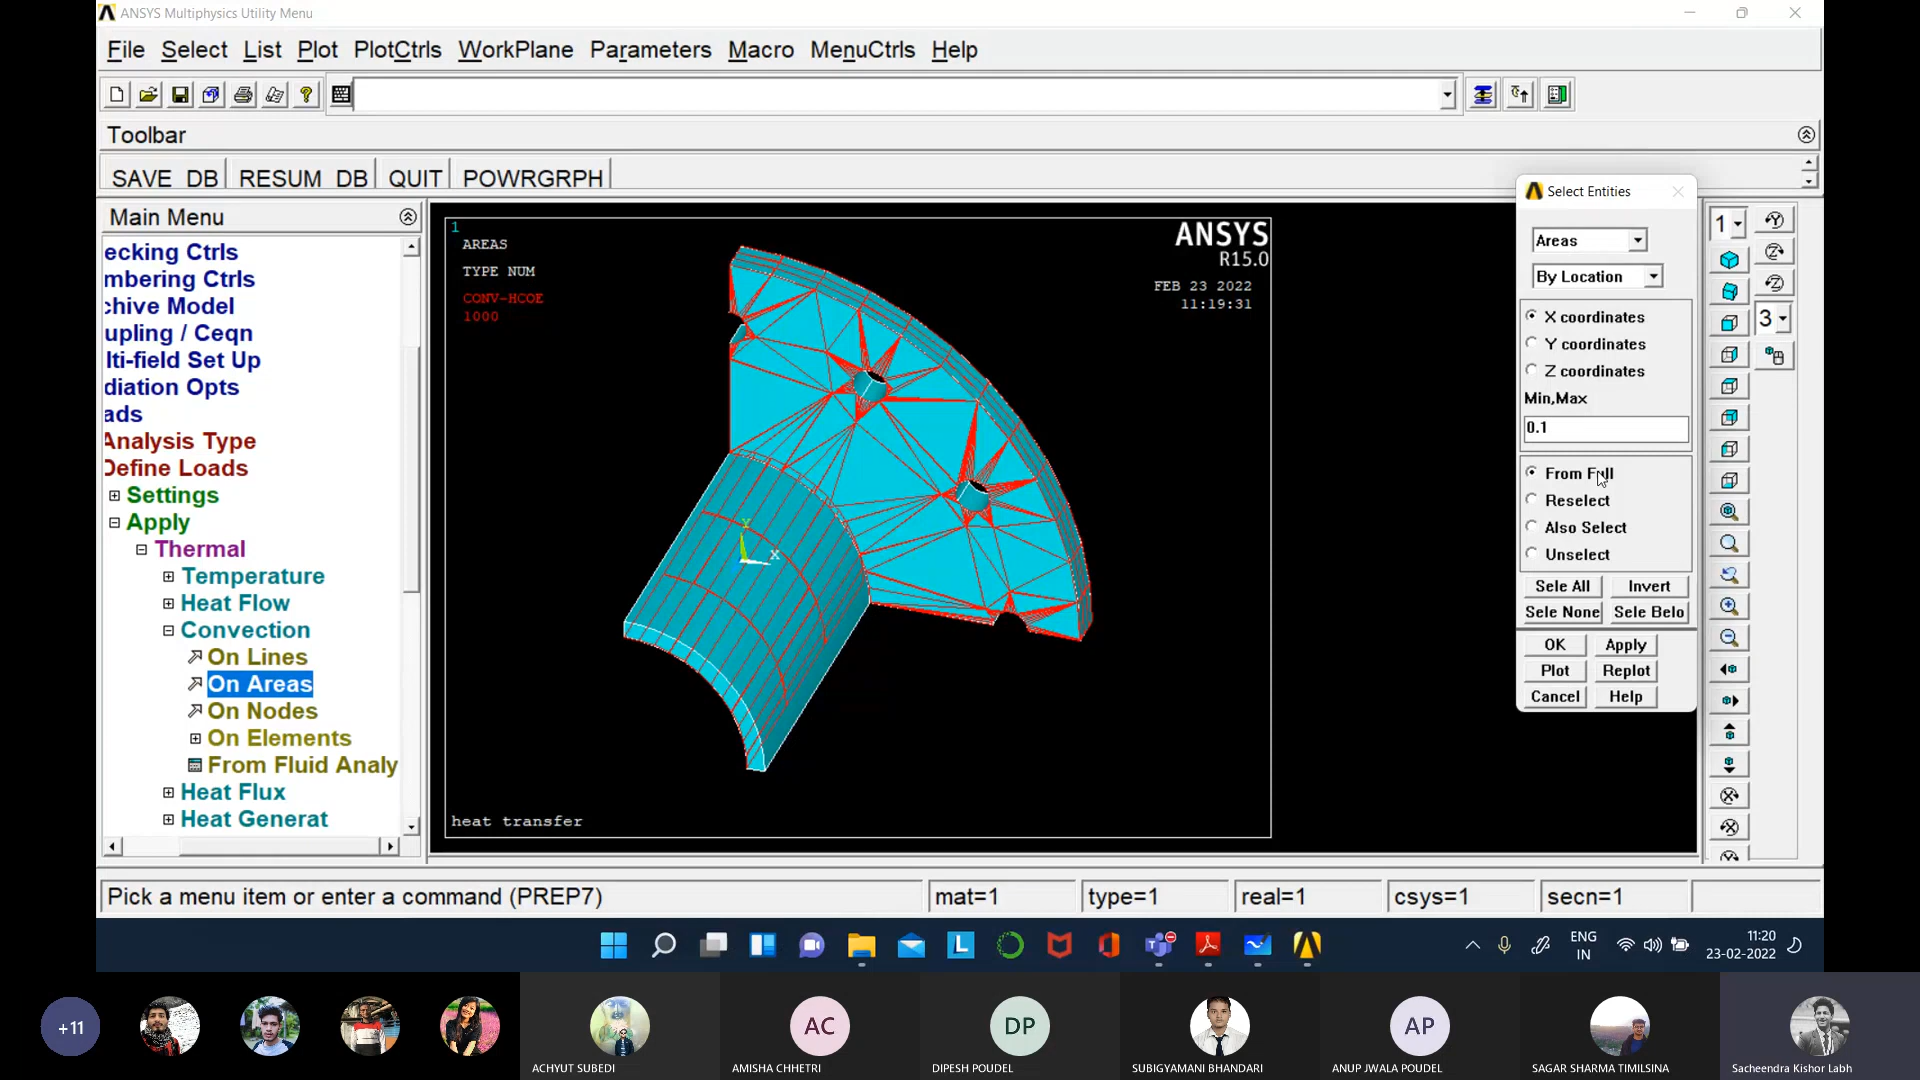 ANSYS Multiphysics Utility Menu
File Select List Plot PlotCtrls WorkPlane Parameters Macro MenuCtrls Help
Toolbar
SAVE_DB RESUM_DB QUIT POWRGRPH
Main Menu
ecking Ctrls
mbering Ctrls
chive Model
upling / Ceqn
lti-field Set Up
diation Opts
ads
Analysis Type
Define Loads
Settings
Apply
Thermal
Temperature
Heat Flow
Convection
On Lines
On Areas
On Nodes
On Elements
From Fluid Analy
Heat Flux
Heat Generat
1
AREAS
TYPE NUM
CONV-HCOE
1000
ANSYS
R15.0
FEB 23 2022
11:19:31
Y
X
heat transfer
Select Entities
Areas
By Location
X coordinates
Y coordinates
Z coordinates
Min,Max
0.1
From Full
Reselect
Also Select
Unselect
Sele All Invert
Sele None Sele Belo
OK Apply
Plot Replot
Cancel Help
1
3
Pick a menu item or enter a command (PREP7)
mat=1 type=1 real=1 csys=1 secn=1
ENG
IN
11:20
23-02-2022
+11
AC
DP
AP
ACHYUT SUBEDI
AMISHA CHHETRI
DIPESH POUDEL
SUBIGYAMANI BHANDARI
ANUP JWALA POUDEL
SAGAR SHARMA TIMILSINA
Sacheendra Kishor Labh